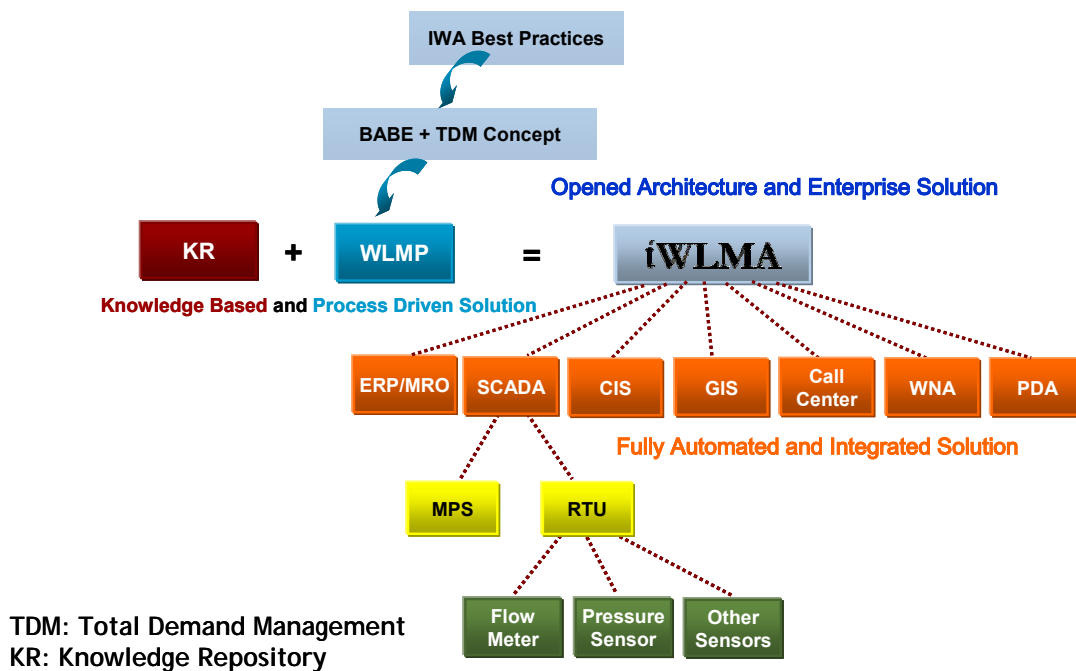 IWA Best Practices
BABE + TDM Concept
Opened Architecture and Enterprise Solution
KR + WLMP = iWLMA
Knowledge Based and Process Driven Solution
ERP/MRO
SCADA
CIS
GIS
Call
Center
WNA
PDA
Fully Automated and Integrated Solution
MPS
RTU
Flow
Meter
Pressure
Sensor
Other
Sensors
TDM: Total Demand Management
KR: Knowledge Repository